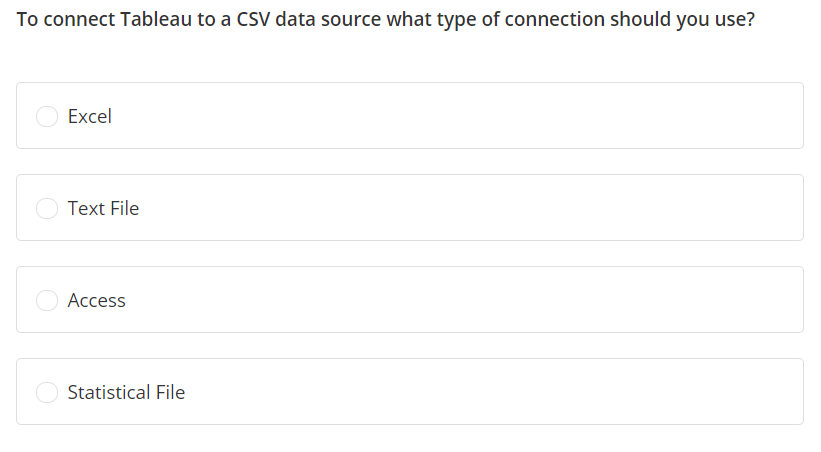 To connect Tableau to a CSV data source what type of connection should you use?
Excel
Text File
Access
Statistical File